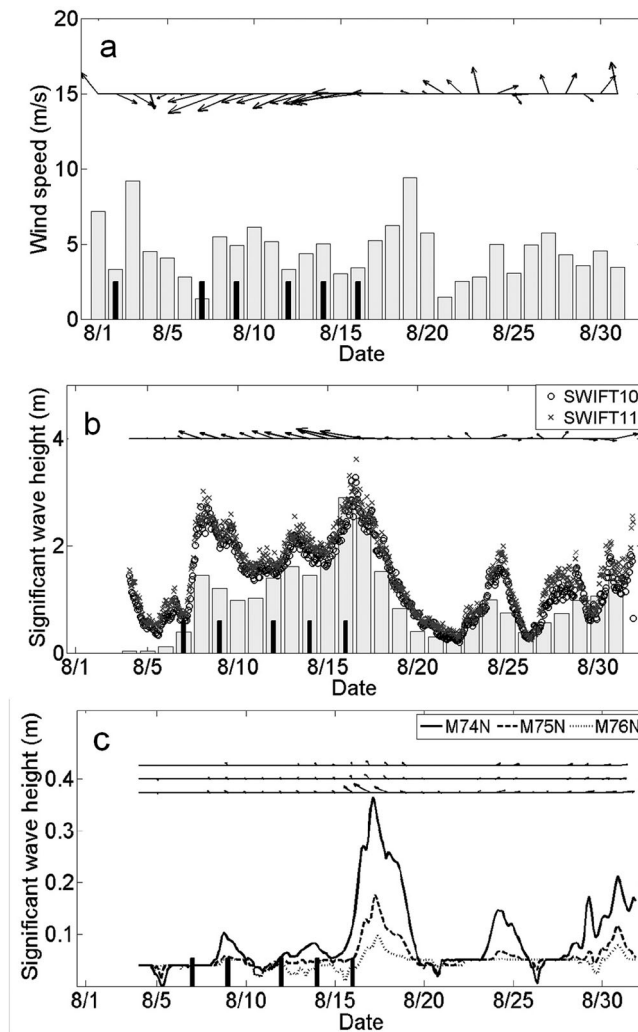 a
Wind speed (m/s)
20
15
10
5
0
8/1 8/5 8/10 8/15 8/20 8/25 8/30
Date
b
SWIFT10
SWIFT11
Significant wave height (m)
4
2
0
8/1 8/5 8/10 8/15 8/20 8/25 8/30
Date
c
M74N M75N M76N
Significant wave height (m)
0.4
0.3
0.2
0.1
8/1 8/5 8/10 8/15 8/20 8/25 8/30
Date